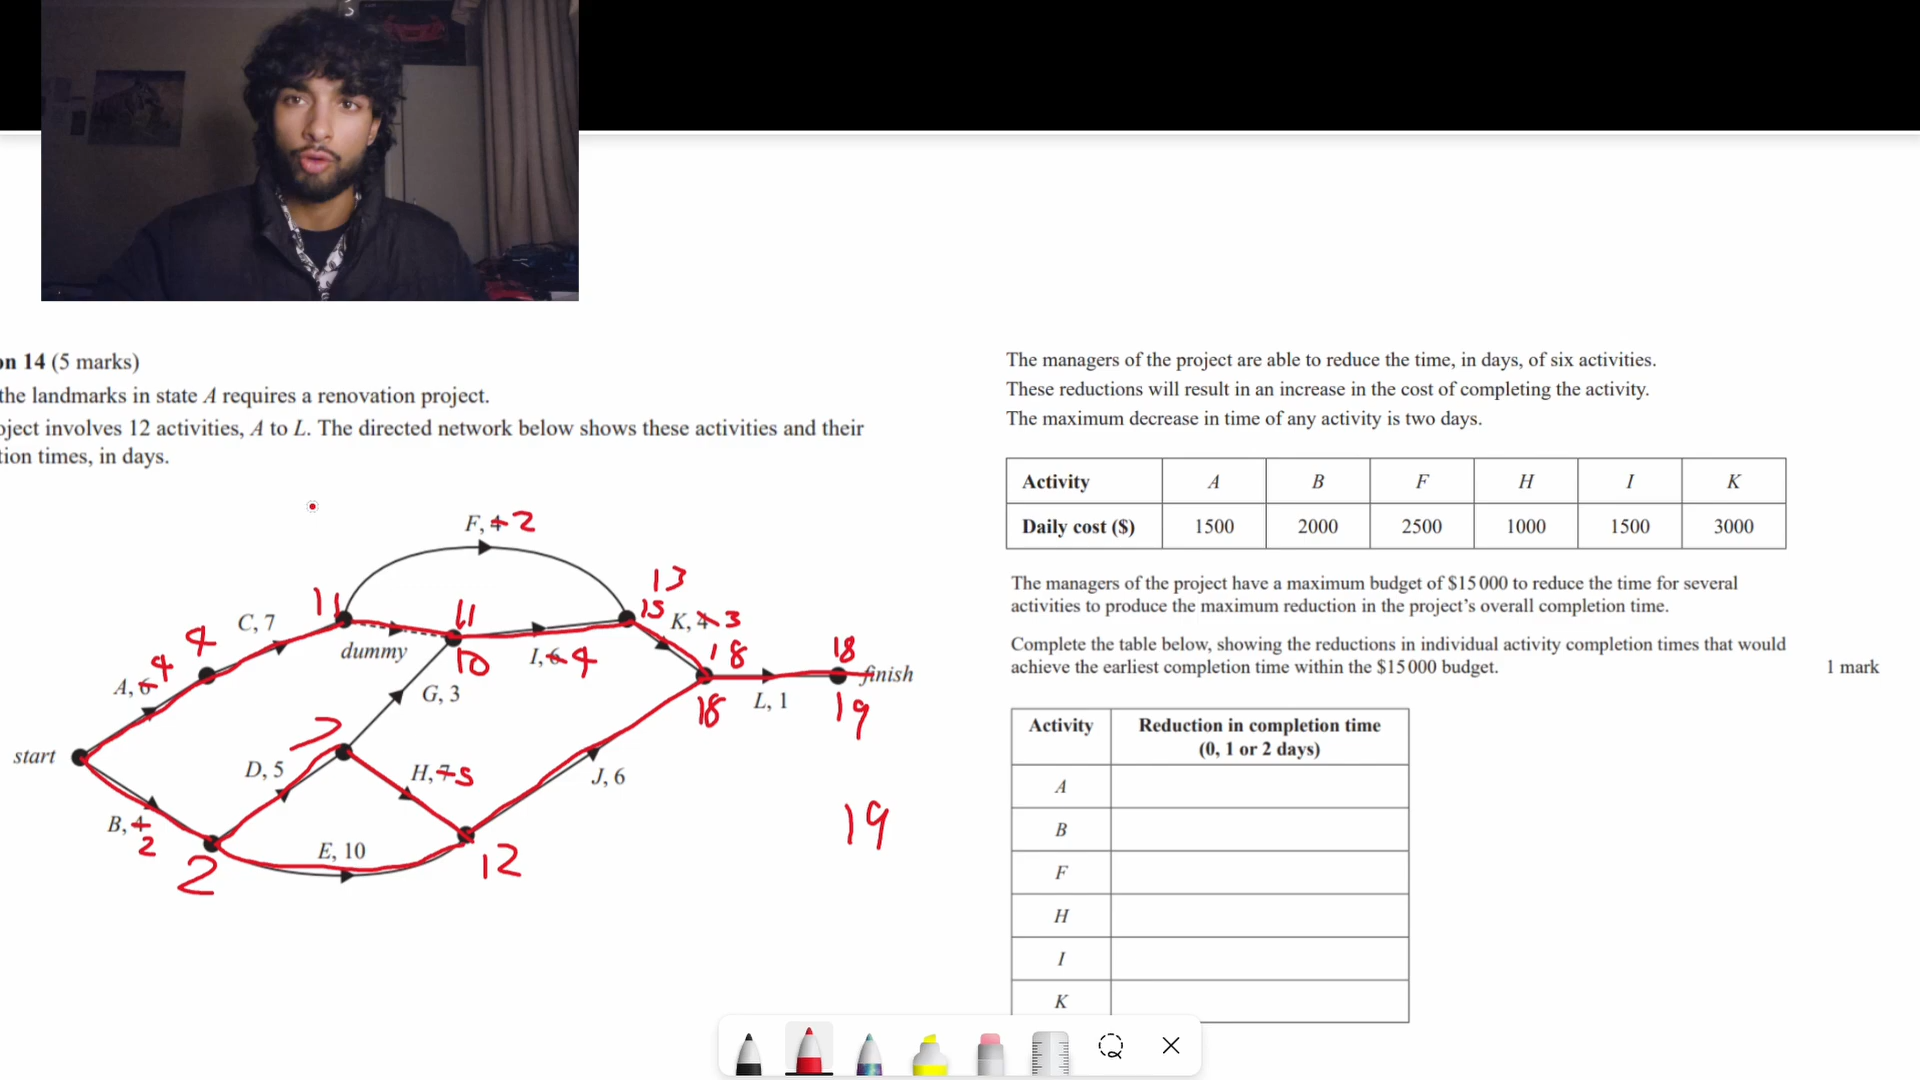 on 14 (5 marks)
the landmarks in state A requires a renovation project.
oject involves 12 activities, A to L. The directed network below shows these activities and their
tion times, in days.
F, 4 2
C, 7
11
11
13
15
K, 4 3
4
dummy
10
I, 6 4
18
18
finish
A, 6 4
G, 3
18
L, 1
19
start
7
D, 5
H, 7 5
J, 6
B, 4
2
2
E, 10
12
19
The managers of the project are able to reduce the time, in days, of six activities.
These reductions will result in an increase in the cost of completing the activity.
The maximum decrease in time of any activity is two days.
Activity A B F H I K
Daily cost ($) 1500 2000 2500 1000 1500 3000
The managers of the project have a maximum budget of $15 000 to reduce the time for several
activities to produce the maximum reduction in the project's overall completion time.
Complete the table below, showing the reductions in individual activity completion times that would
achieve the earliest completion time within the $15 000 budget. 1 mark
Activity Reduction in completion time
(0, 1 or 2 days)
A
B
F
H
I
K